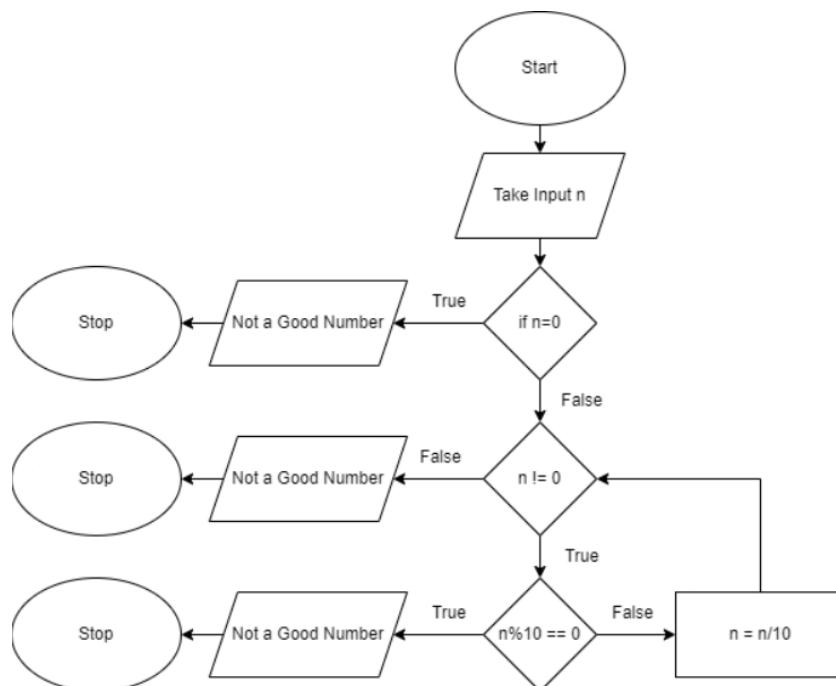 Start
Take Input n
if n=0
True
Not a Good Number
Stop
False
n != 0
False
Not a Good Number
Stop
True
n%10 == 0
True
Not a Good Number
Stop
False
n = n/10